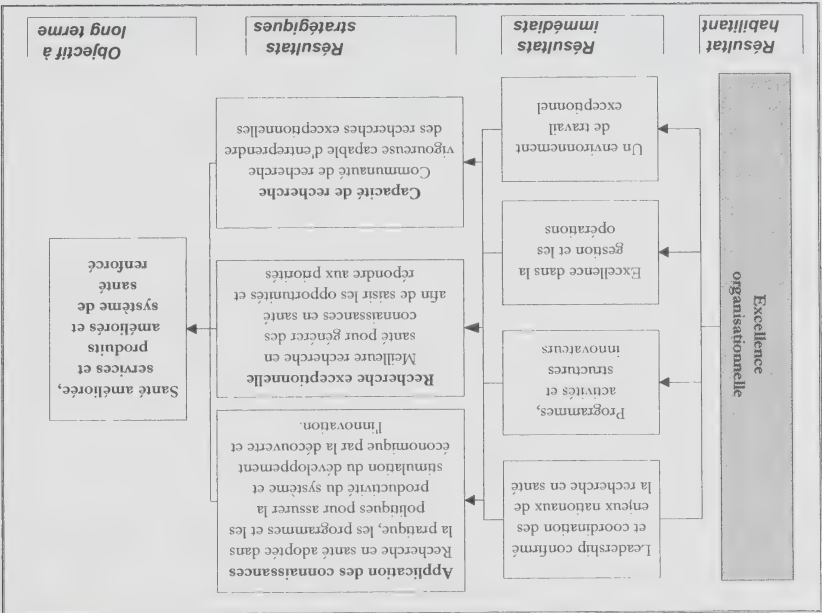 Excellence
organisationnelle
Leadership confirmé
et coordination des
enjeux nationaux de
la recherche en santé
Programmes,
activités et
structures
innovateurs
Excellence dans la
gestion et les
opérations
Un environnement
de travail
exceptionnel
Application des connaissances
Recherche en santé adoptée dans
la pratique, les programmes et les
politiques pour assurer la
productivité du système et
stimulation du développement
économique par la découverte et
l'innovation.
Recherche exceptionnelle
Meilleure recherche en
santé pour générer des
connaissances en santé
afin de saisir les opportunités et
répondre aux priorités
Capacité de recherche
Communauté de recherche
vigoureuse capable d'entreprendre
des recherches exceptionnelles
Santé améliorée,
services et
produits
améliorés et
système de
santé
renforcé
Résultat
habilitant
Résultats
immédiats
Résultats
stratégiques
Objectif à
long terme